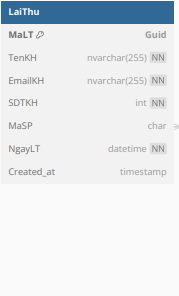 LaiThu
MaLT Guid
TenKH nvarchar(255) NN
EmailKH nvarchar(255) NN
SDTKH int NN
MaSP char
NgayLT datetime NN
Created_at timestamp